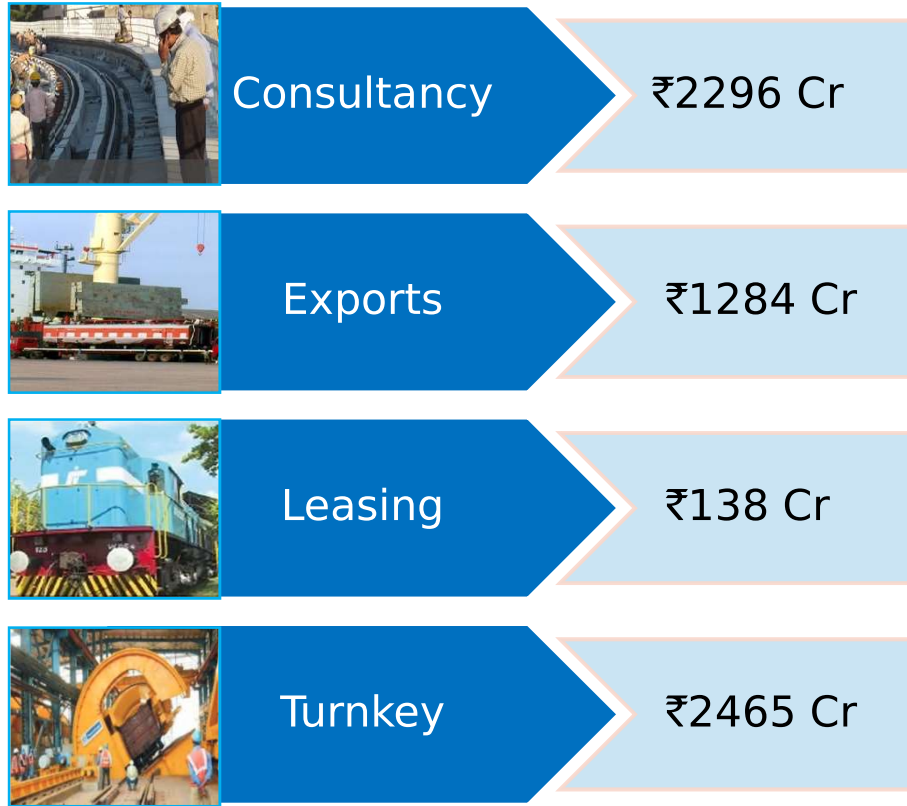 Consultancy ₹2296 Cr
Exports ₹1284 Cr
Leasing ₹138 Cr
Turnkey ₹2465 Cr